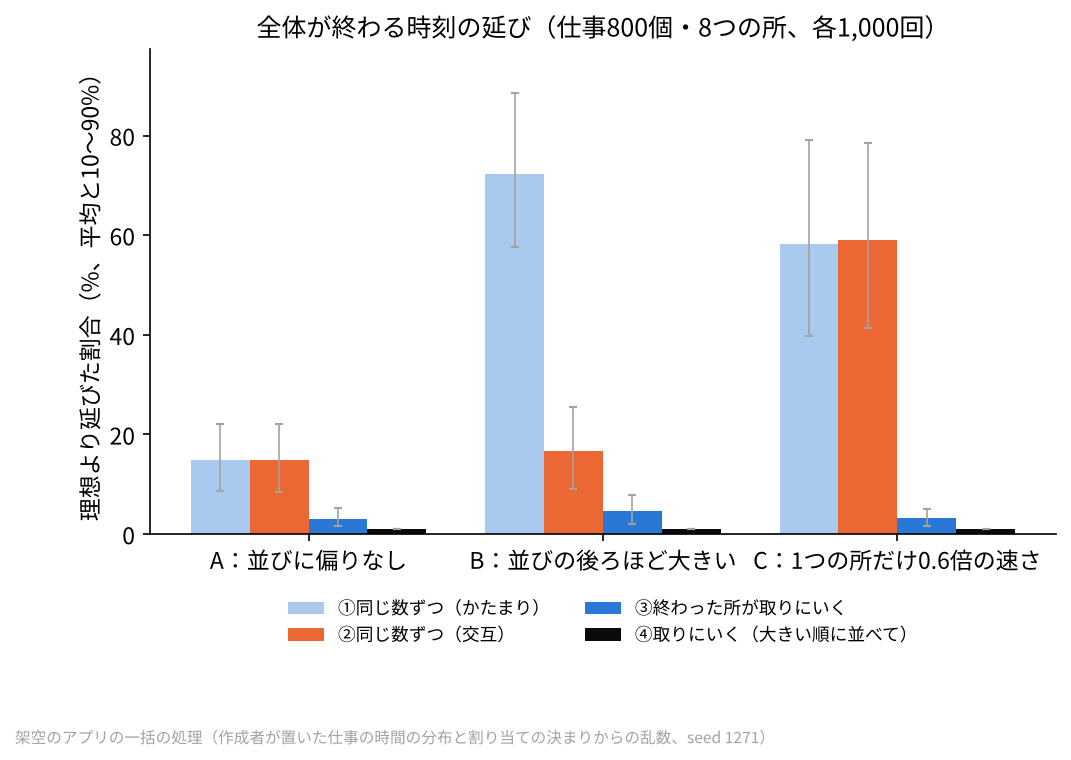 全体が終わる時刻の延び（仕事800個・8つの所、各1,000回）
理想より延びた割合（%、平均と10〜90%）
80
60
40
20
0
A：並びに偏りなし
B：並びの後ろほど大きい
C：1つの所だけ0.6倍の速さ
①同じ数ずつ（かたまり）
②同じ数ずつ（交互）
③終わった所が取りにいく
④取りにいく（大きい順に並べて）
架空のアプリの一括の処理（作成者が置いた仕事の時間の分布と割り当ての決まりからの乱数、seed 1271）